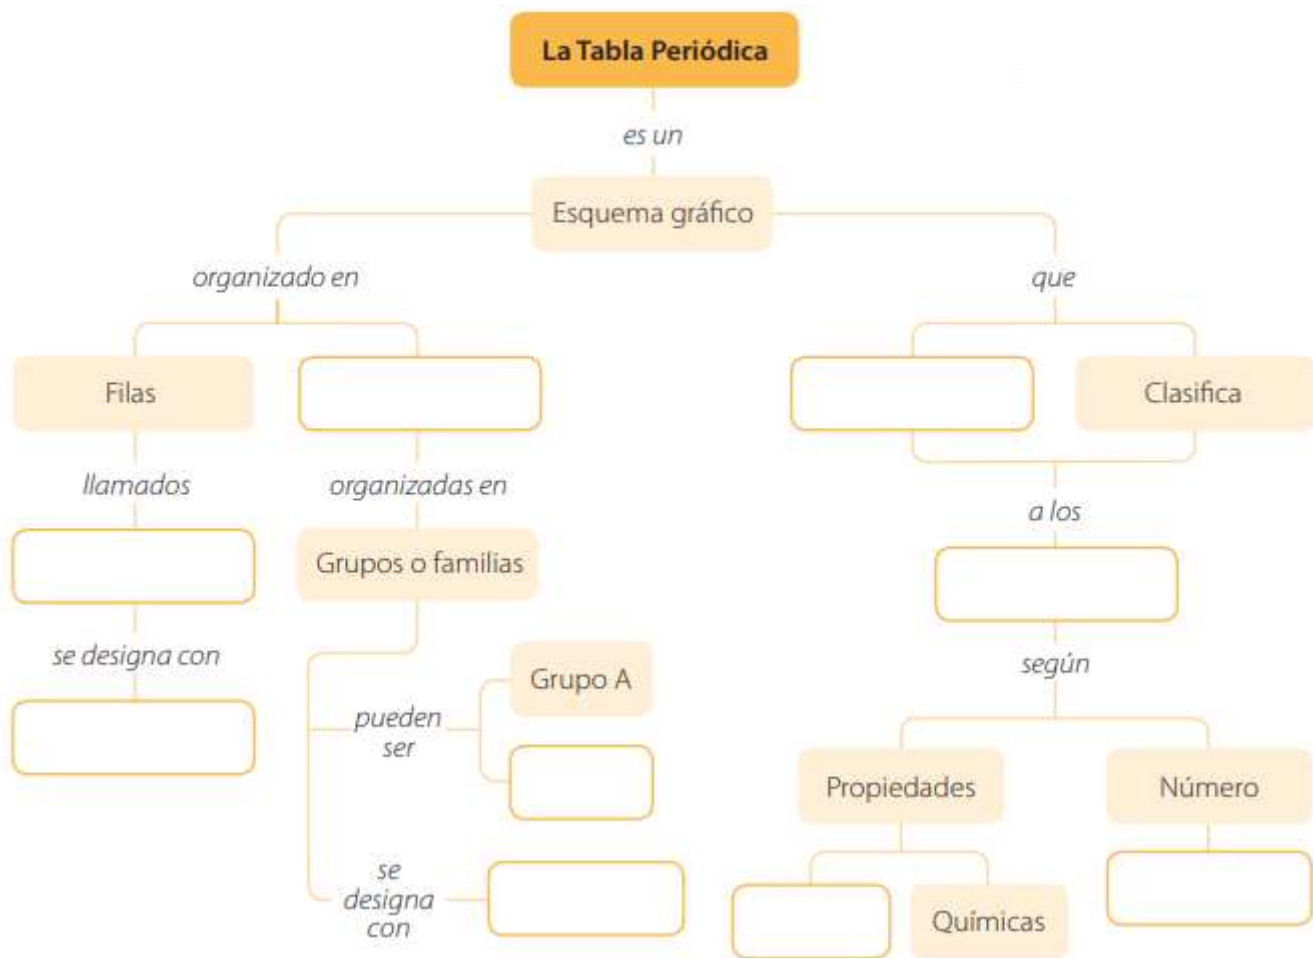 La Tabla Periódica
es un
Esquema gráfico
organizado en
que
Filas
Clasifica
llamados
organizadas en
a los
Grupos o familias
se designa con
según
Grupo A
pueden
ser
Propiedades
Número
se
designa
con
Químicas